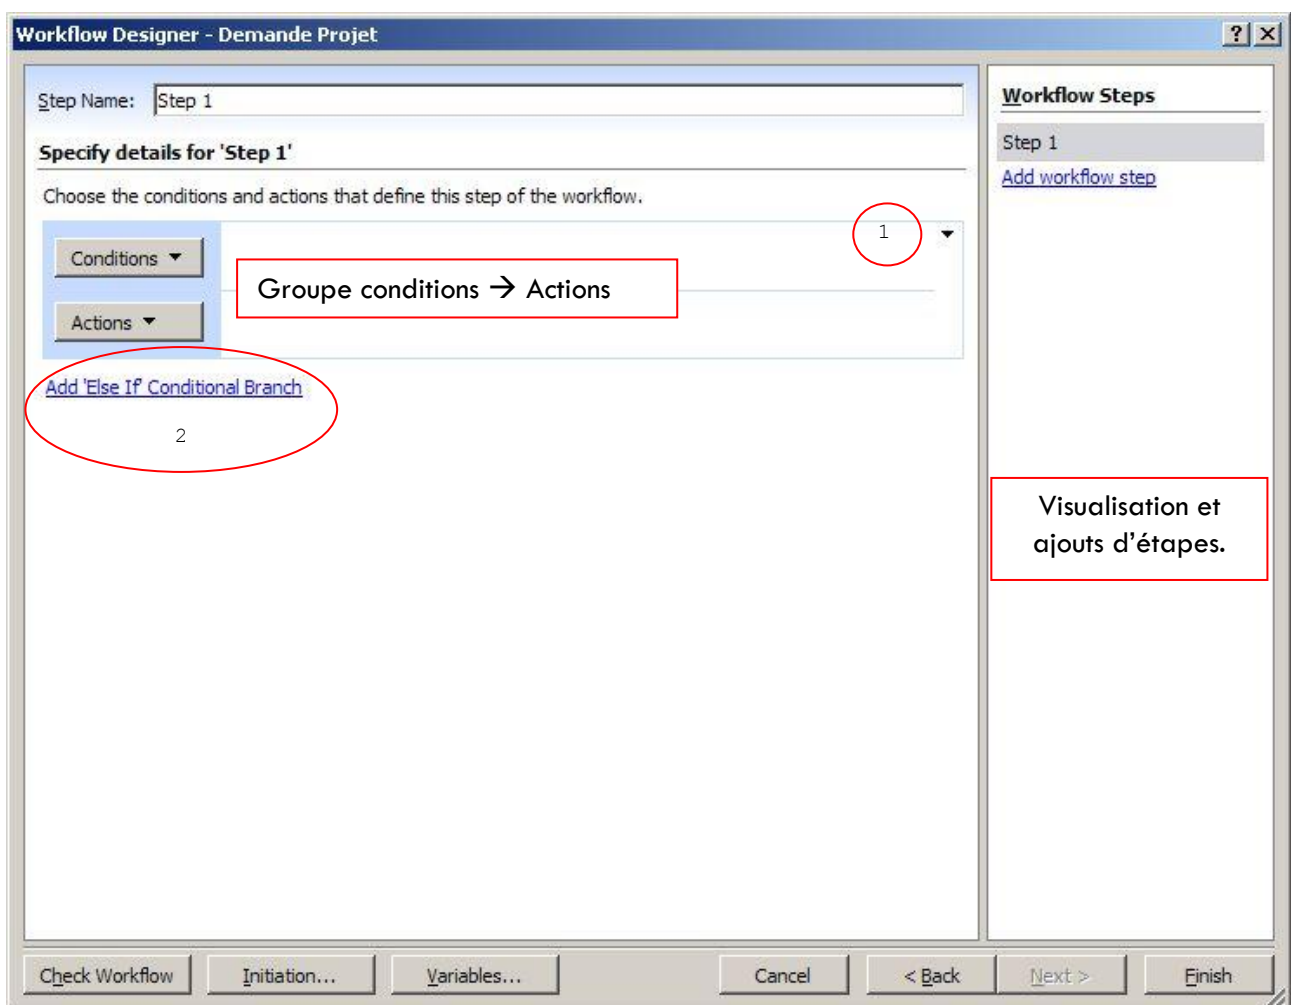 Workflow Designer - Demande Projet
Step Name: Step 1
Specify details for 'Step 1'
Choose the conditions and actions that define this step of the workflow.
1
Conditions
Groupe conditions → Actions
Actions
Add 'Else If' Conditional Branch
2
Workflow Steps
Step 1
Add workflow step
Visualisation et
ajouts d’étapes.
Check Workflow Initiation... Variables... Cancel < Back Next > Finish